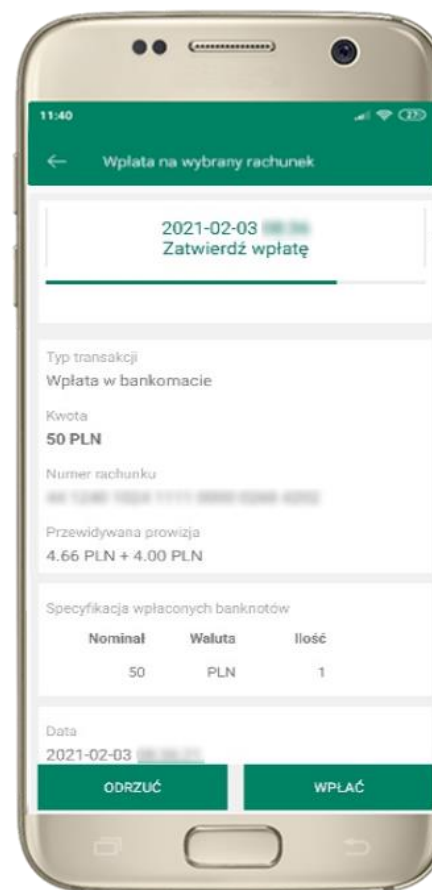 11:40
Wpłata na wybrany rachunek
2021-02-03
Zatwierdź wpłatę
Typ transakcji
Wpłata w bankomacie
Kwota
50 PLN
Numer rachunku
Przewidywana prowizja
4.66 PLN + 4.00 PLN
Specyfikacja wpłaconych banknotów
Nominał Waluta Ilość
50 PLN 1
Data
2021-02-03
ODRZUĆ WPŁAĆ